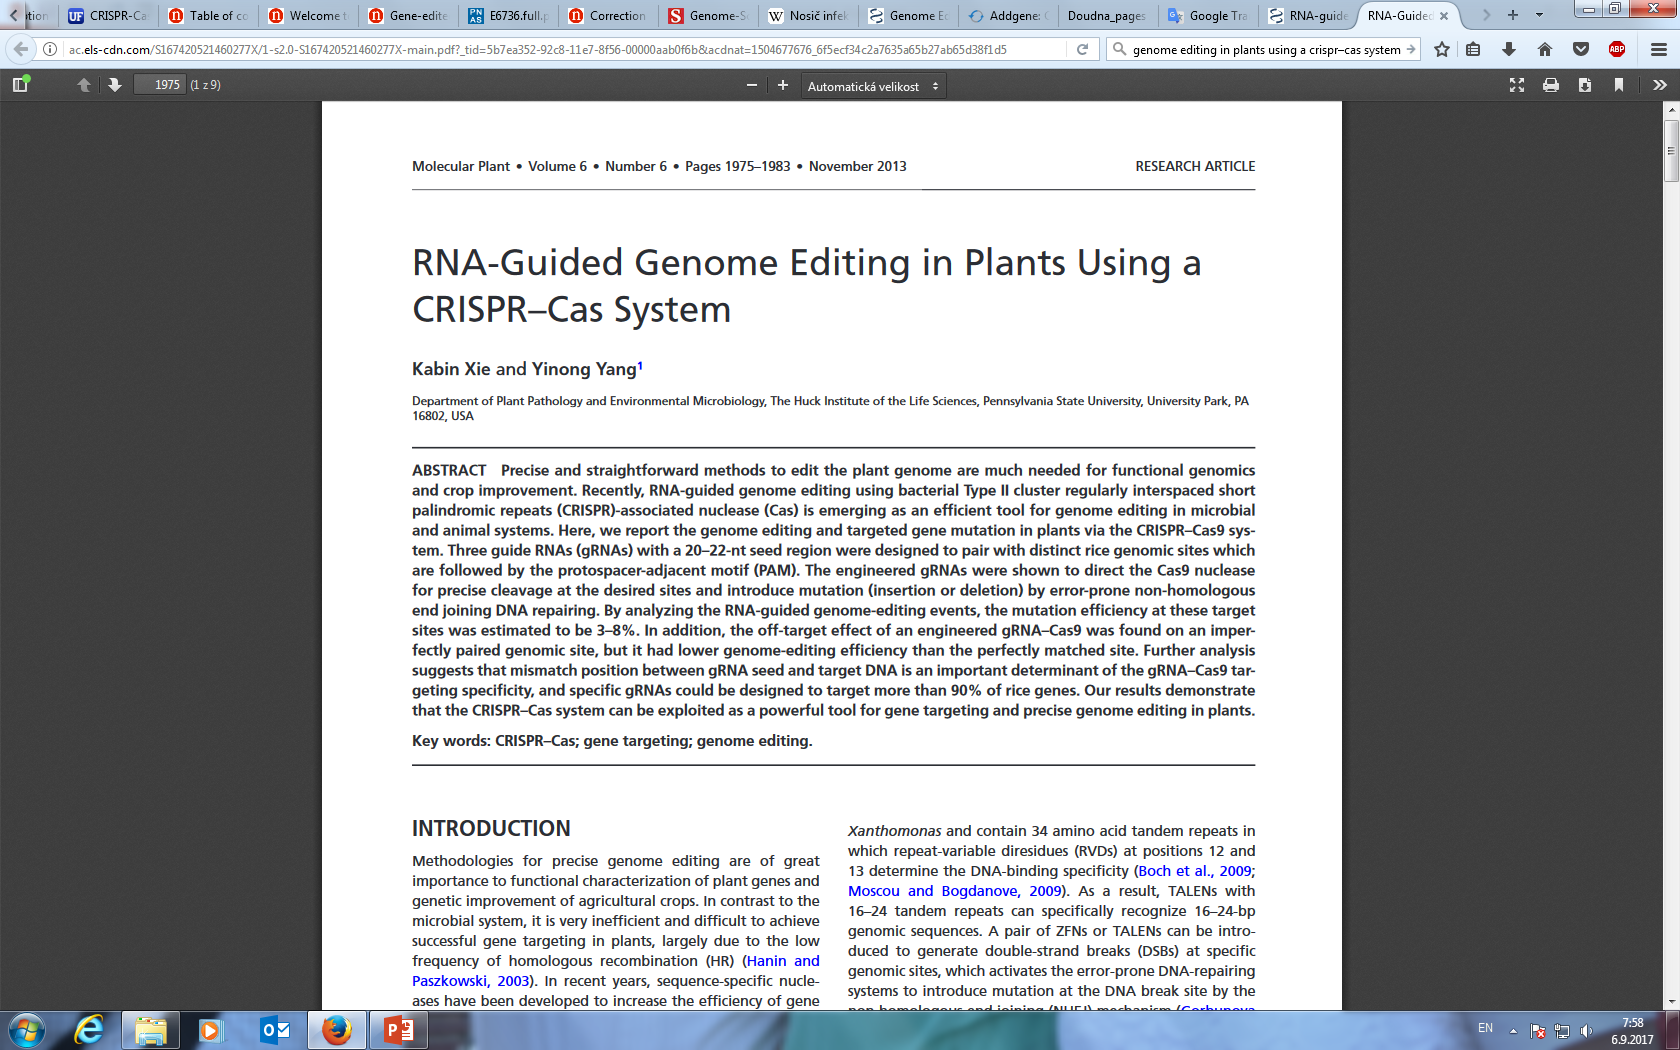 ution
CRISPR-Ca
Table of co
Welcome t
Gene-edite
E6736.full.p
Correction
Genome-S
Nosič infek
Genome Ed
Addgene: 
Doudna_pages
Google Tra
RNA-guide
RNA-Guided
ac.els-cdn.com/S167420521460277X/1-s2.0-S167420521460277X-main.pdf?_tid=5b7ea352-92c8-11e7-8f56-00000aab0f6b&acdnat=1504677676_6f5ecf34c2a7635a65b27ab65d38f1d5
genome editing in plants using a crispr–cas system
ABP
1975 (1 z 9)
Automatická velikost
Molecular Plant • Volume 6 • Number 6 • Pages 1975–1983 • November 2013 RESEARCH ARTICLE
RNA-Guided Genome Editing in Plants Using a
CRISPR–Cas System
Kabin Xie and Yinong Yang¹
Department of Plant Pathology and Environmental Microbiology, The Huck Institute of the Life Sciences, Pennsylvania State University, University Park, PA
16802, USA
ABSTRACT Precise and straightforward methods to edit the plant genome are much needed for functional genomics
and crop improvement. Recently, RNA-guided genome editing using bacterial Type II cluster regularly interspaced short
palindromic repeats (CRISPR)-associated nuclease (Cas) is emerging as an efficient tool for genome editing in microbial
and animal systems. Here, we report the genome editing and targeted gene mutation in plants via the CRISPR–Cas9 sys-
tem. Three guide RNAs (gRNAs) with a 20–22-nt seed region were designed to pair with distinct rice genomic sites which
are followed by the protospacer-adjacent motif (PAM). The engineered gRNAs were shown to direct the Cas9 nuclease
for precise cleavage at the desired sites and introduce mutation (insertion or deletion) by error-prone non-homologous
end joining DNA repairing. By analyzing the RNA-guided genome-editing events, the mutation efficiency at these target
sites was estimated to be 3–8%. In addition, the off-target effect of an engineered gRNA–Cas9 was found on an imper-
fectly paired genomic site, but it had lower genome-editing efficiency than the perfectly matched site. Further analysis
suggests that mismatch position between gRNA seed and target DNA is an important determinant of the gRNA–Cas9 tar-
geting specificity, and specific gRNAs could be designed to target more than 90% of rice genes. Our results demonstrate
that the CRISPR–Cas system can be exploited as a powerful tool for gene targeting and precise genome editing in plants.
Key words: CRISPR–Cas; gene targeting; genome editing.
INTRODUCTION
Methodologies for precise genome editing are of great
importance to functional characterization of plant genes and
genetic improvement of agricultural crops. In contrast to the
microbial system, it is very inefficient and difficult to achieve
successful gene targeting in plants, largely due to the low
frequency of homologous recombination (HR) (Hanin and
Paszkowski, 2003). In recent years, sequence-specific nucle-
ases have been developed to increase the efficiency of gene
Xanthomonas and contain 34 amino acid tandem repeats in
which repeat-variable diresidues (RVDs) at positions 12 and
13 determine the DNA-binding specificity (Boch et al., 2009;
Moscou and Bogdanove, 2009). As a result, TALENs with
16–24 tandem repeats can specifically recognize 16–24-bp
genomic sequences. A pair of ZFNs or TALENs can be intro-
duced to generate double-strand breaks (DSBs) at specific
genomic sites, which activates the error-prone DNA-repairing
systems to introduce mutation at the DNA break site by the
non-homologous end joining (NHEJ) mechanism (Gorbunova
EN
7:58
6.9.2017